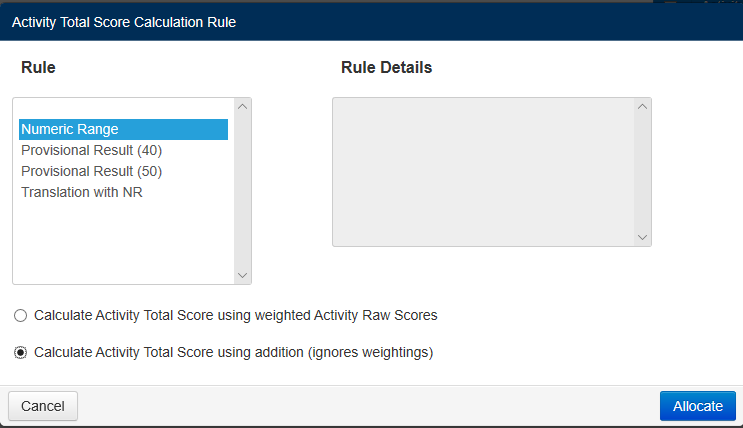 Activity Total Score Calculation Rule
Rule
Rule Details
Numeric Range
Provisional Result (40)
Provisional Result (50)
Translation with NR
Calculate Activity Total Score using weighted Activity Raw Scores
Calculate Activity Total Score using addition (ignores weightings)
Cancel
Allocate